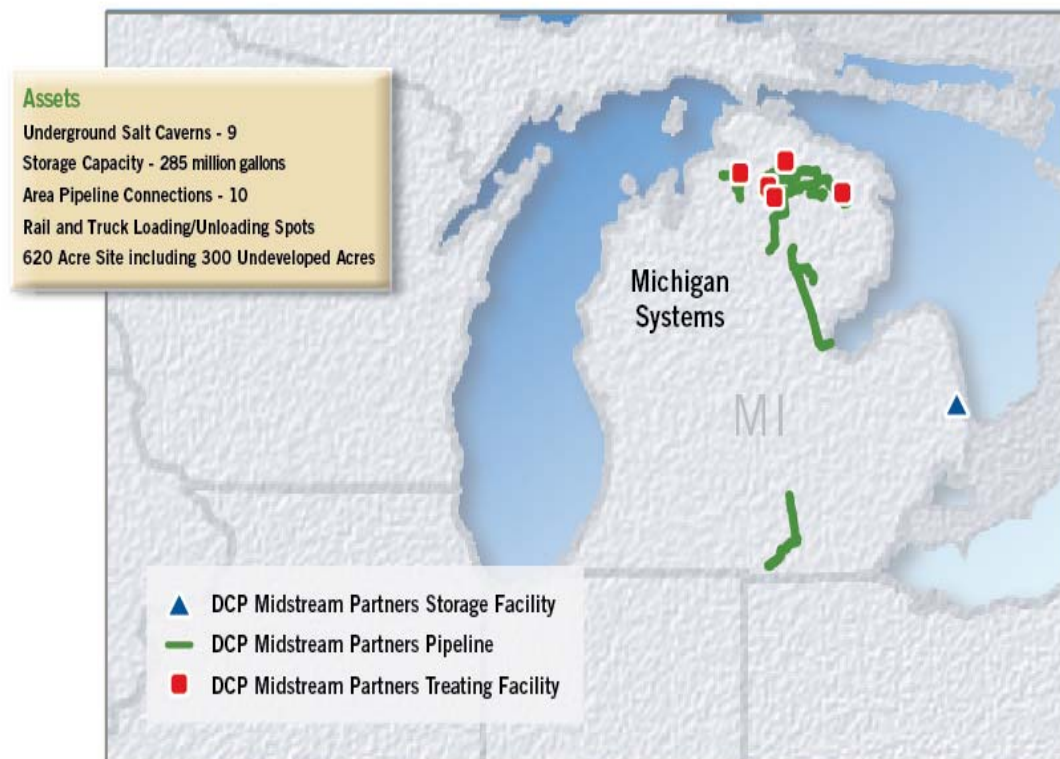 Assets
Underground Salt Caverns - 9
Storage Capacity - 285 million gallons
Area Pipeline Connections - 10
Rail and Truck Loading/Unloading Spots
620 Acre Site including 300 Undeveloped Acres
Michigan
Systems
MI
DCP Midstream Partners Storage Facility
DCP Midstream Partners Pipeline
DCP Midstream Partners Treating Facility